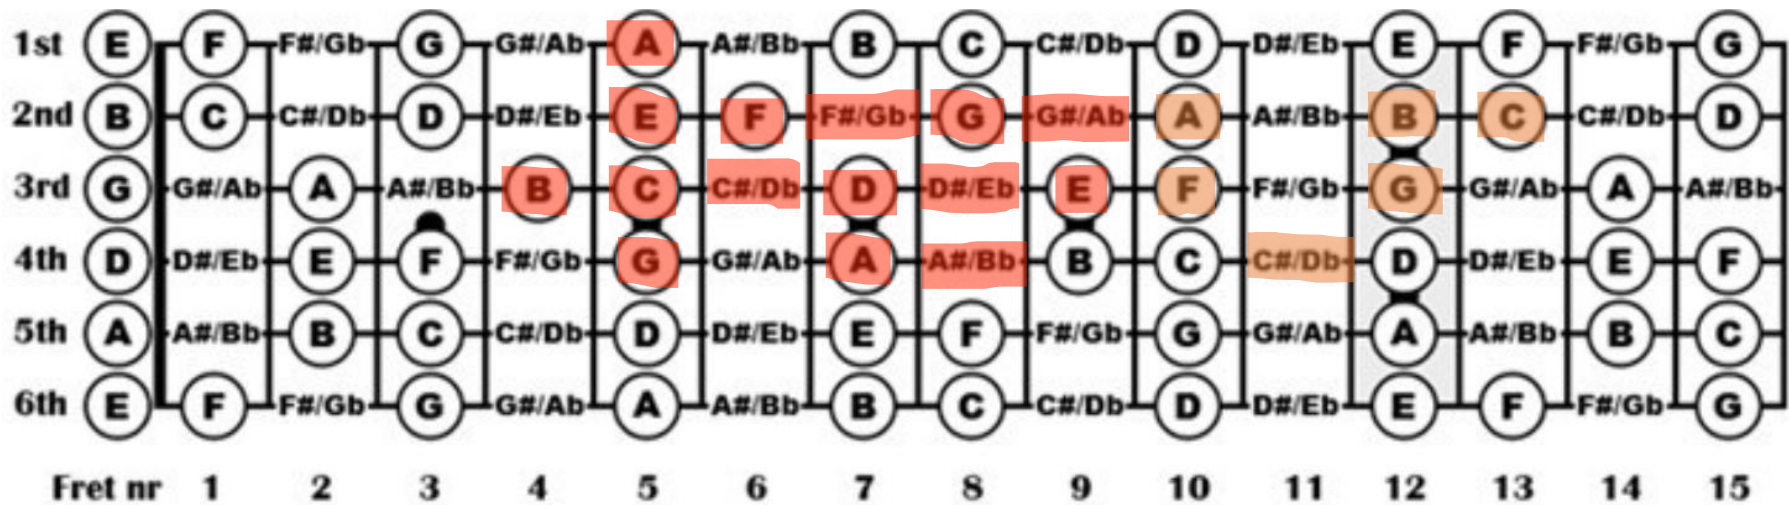 1st E F F#/Gb G G#/Ab A A#/Bb B C C#/Db D D#/Eb E F F#/Gb G
2nd B C C#/Db D D#/Eb E F F#/Gb G G#/Ab A A#/Bb B C C#/Db D
3rd G G#/Ab A A#/Bb B C C#/Db D D#/Eb E F F#/Gb G G#/Ab A A#/Bb
4th D D#/Eb E F F#/Gb G G#/Ab A A#/Bb B C C#/Db D D#/Eb E F
5th A A#/Bb B C C#/Db D D#/Eb E F F#/Gb G G#/Ab A A#/Bb B C
6th E F F#/Gb G G#/Ab A A#/Bb B C C#/Db D D#/Eb E F F#/Gb G
Fret nr 1 2 3 4 5 6 7 8 9 10 11 12 13 14 15